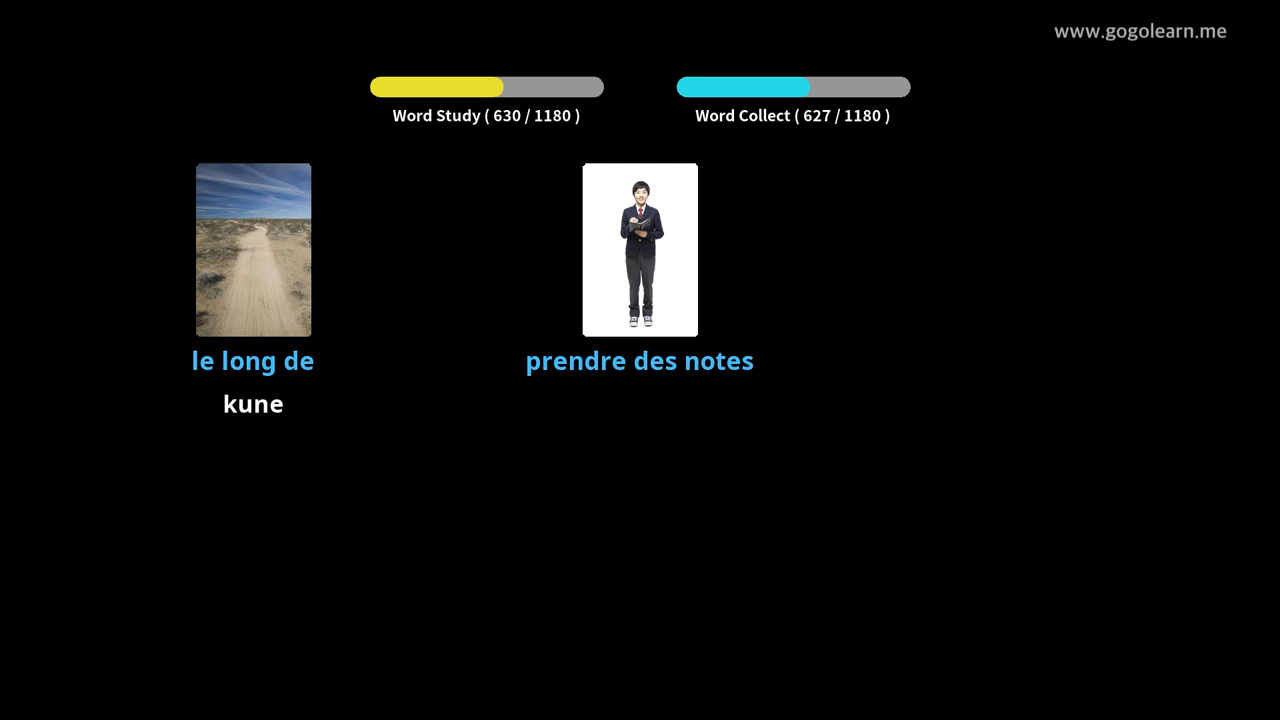 www.gogolearn.me
Word Study ( 630 / 1180 )
Word Collect ( 627 / 1180 )
le long de
prendre des notes
kune